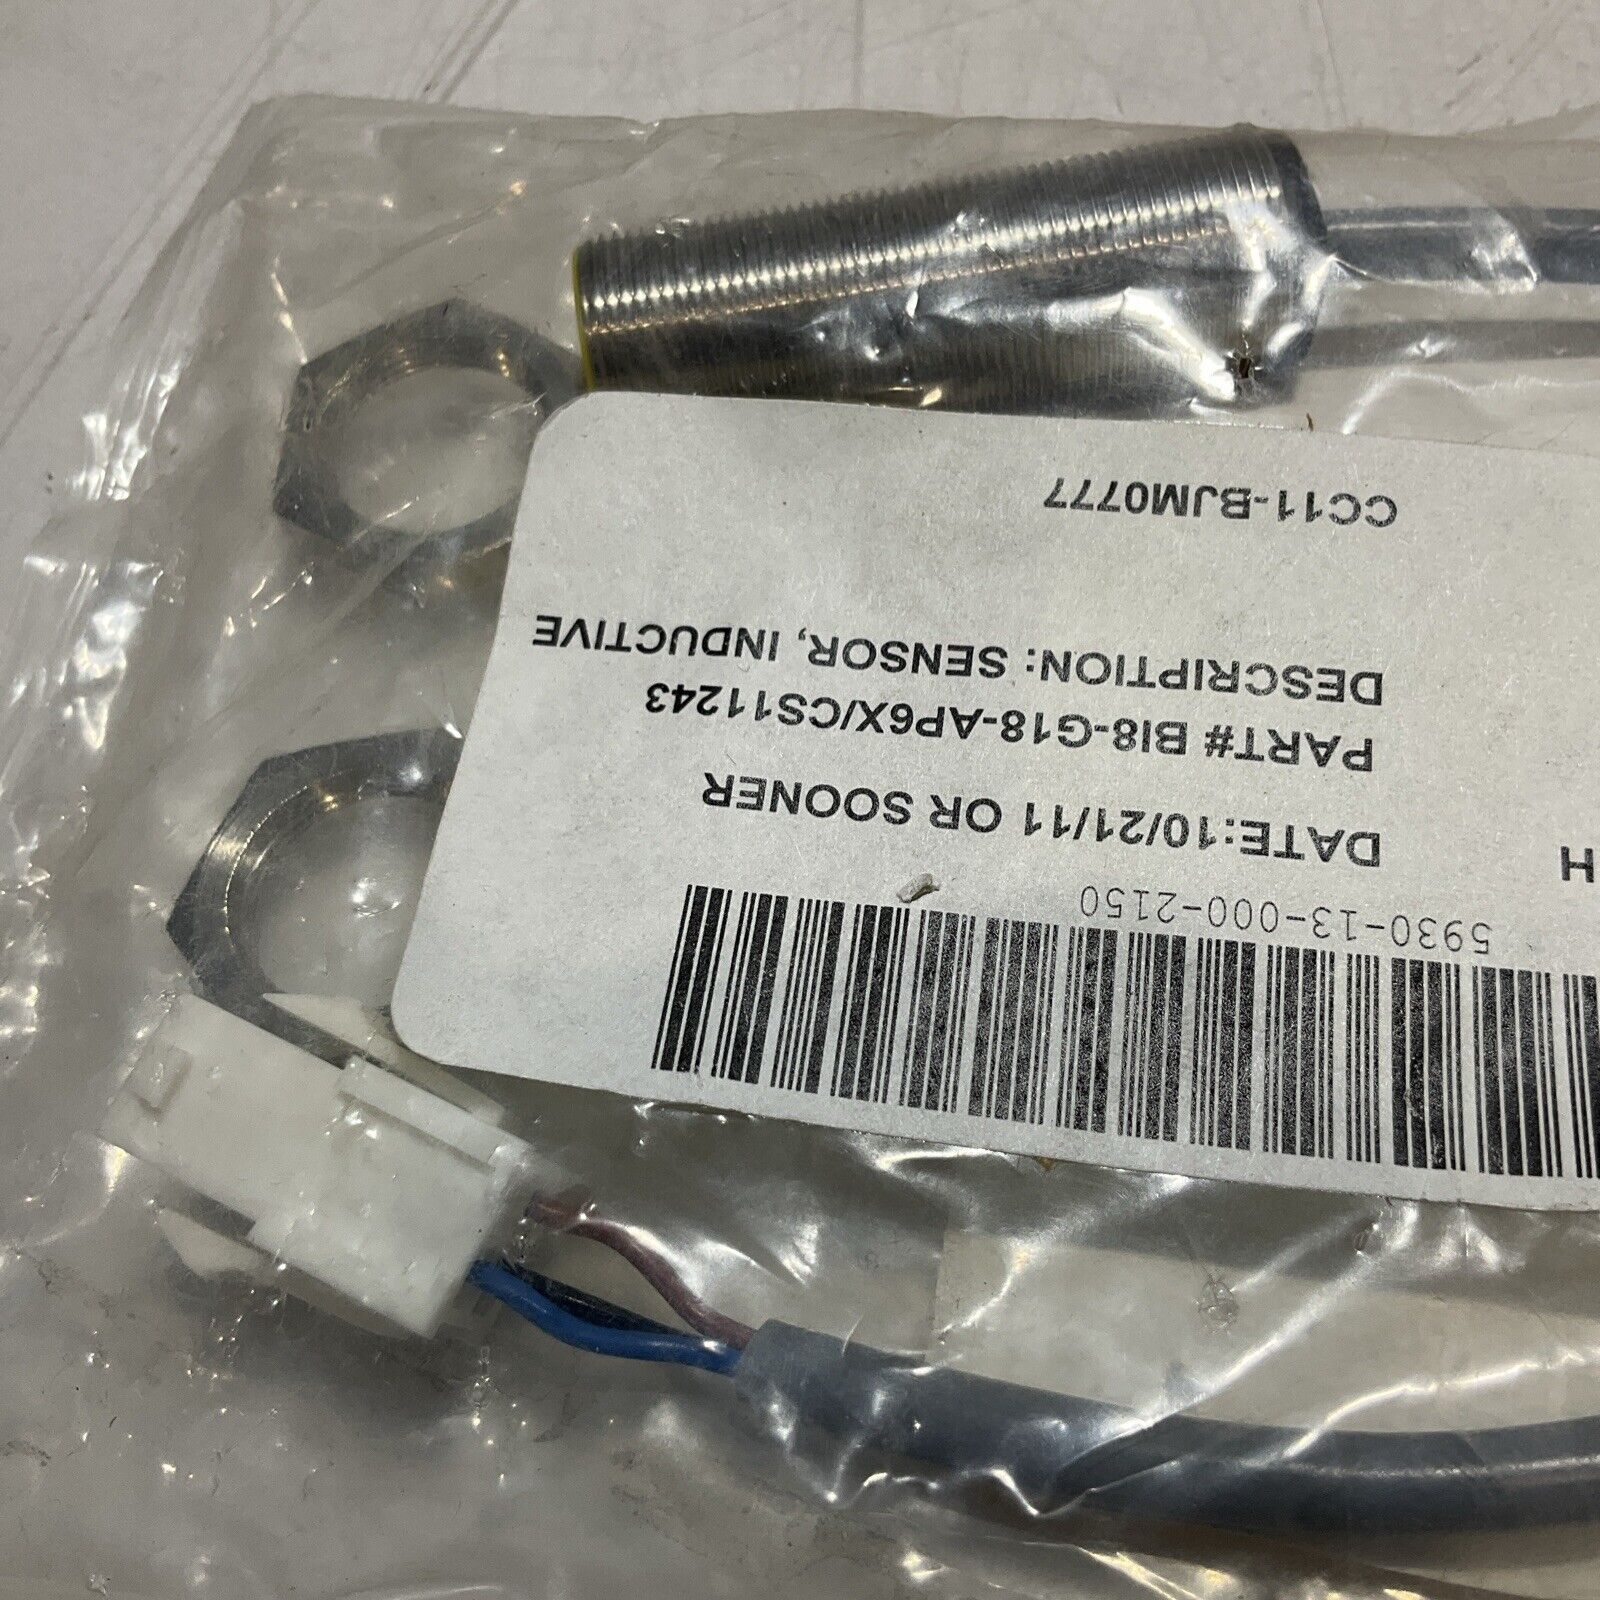 5930-13-000-2150
H
DATE:10/21/11 OR SOONER
PART# BI8-G18-AP6X/CS11243
DESCRIPTION: SENSOR, INDUCTIVE
CC11-BJM0777